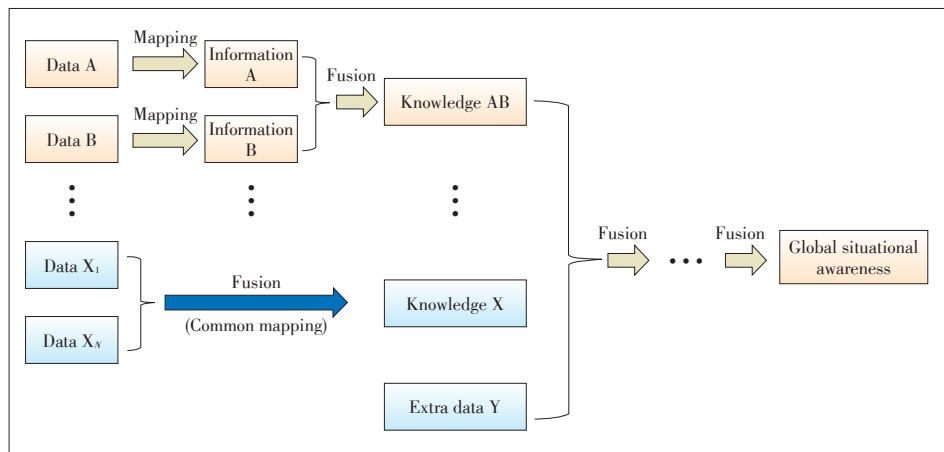 Mapping
Data A
Information
A
Fusion
Knowledge AB
Mapping
Data B
Information
B
Data X₁
Fusion
(Common mapping)
Knowledge X
Data X_N
Extra data Y
Fusion
Fusion
Global situational
awareness